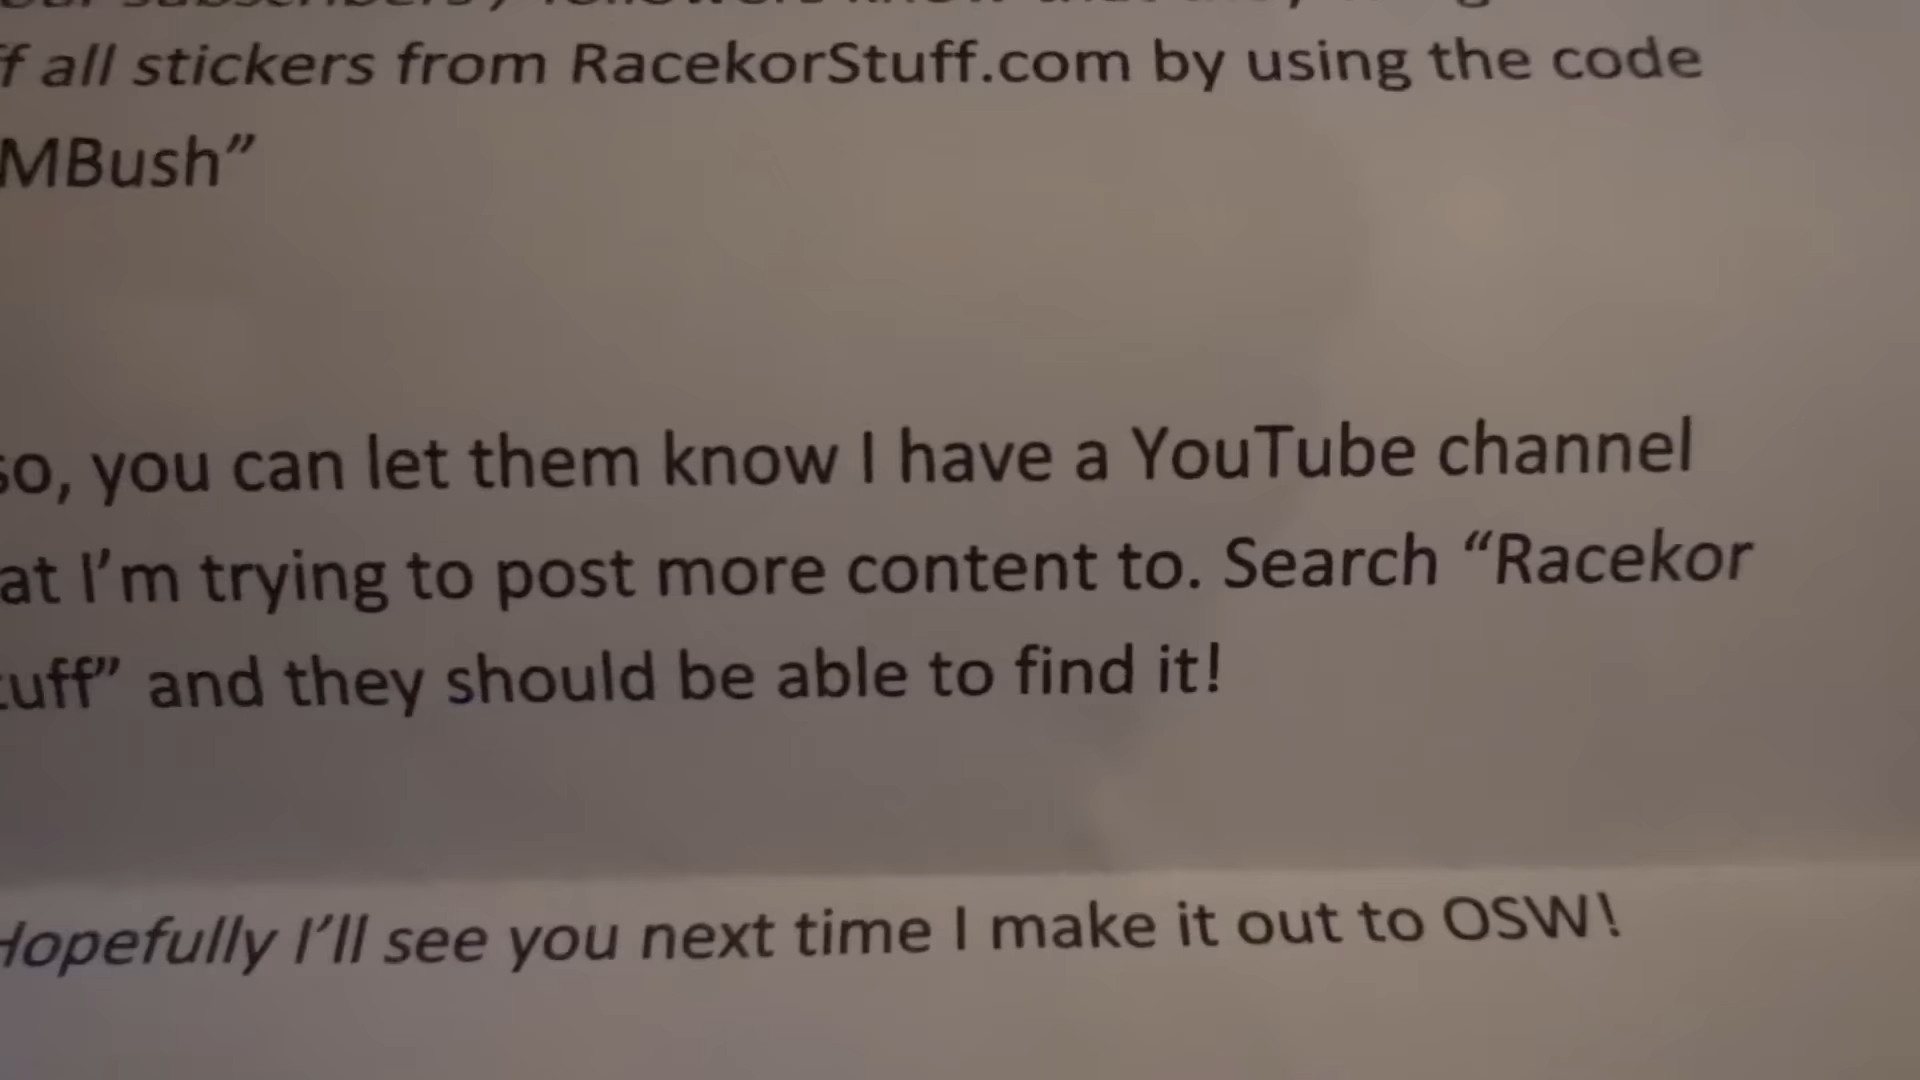 all stickers from RacekorStuff.com by using the code
MBush”
so, you can let them know I have a YouTube channel
at I’m trying to post more content to. Search “Racekor
tuff” and they should be able to find it!
Hopefully I’ll see you next time I make it out to OSW!